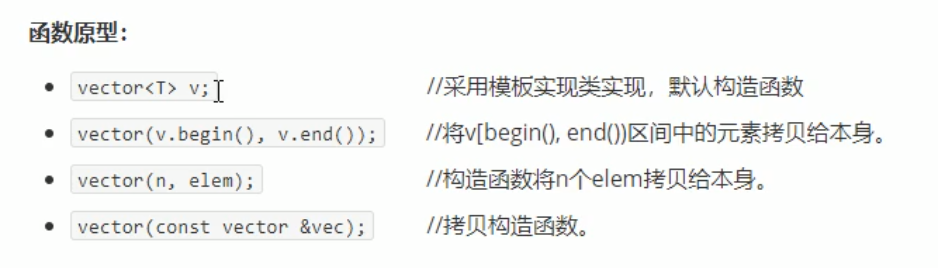 函数原型：
vector<T> v; //采用模板实现类实现，默认构造函数
vector(v.begin(), v.end()); //将v[begin(), end())区间中的元素拷贝给本身。
vector(n, elem); //构造函数将n个elem拷贝给本身。
vector(const vector &vec); //拷贝构造函数。